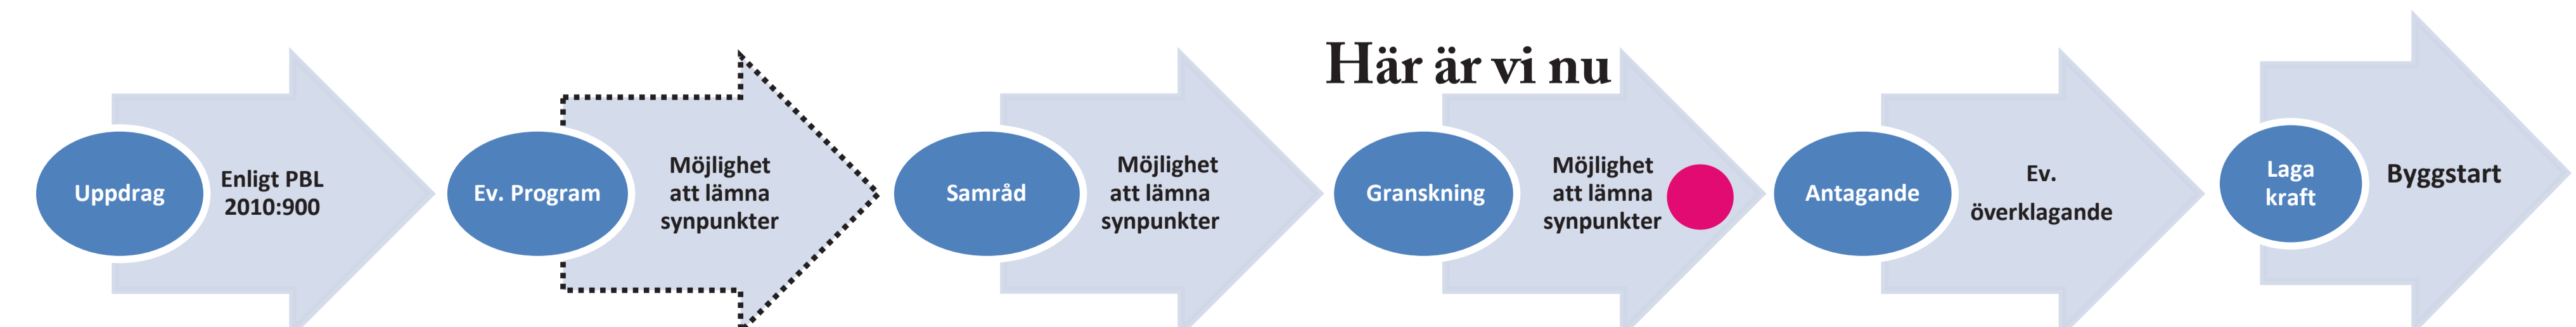 Här är vi nu
Uppdrag
Enligt PBL
2010:900
Ev. Program
Möjlighet
att lämna
synpunkter
Samråd
Möjlighet
att lämna
synpunkter
Granskning
Möjlighet
att lämna
synpunkter
Antagande
Ev.
överklagande
Laga
kraft
Byggstart